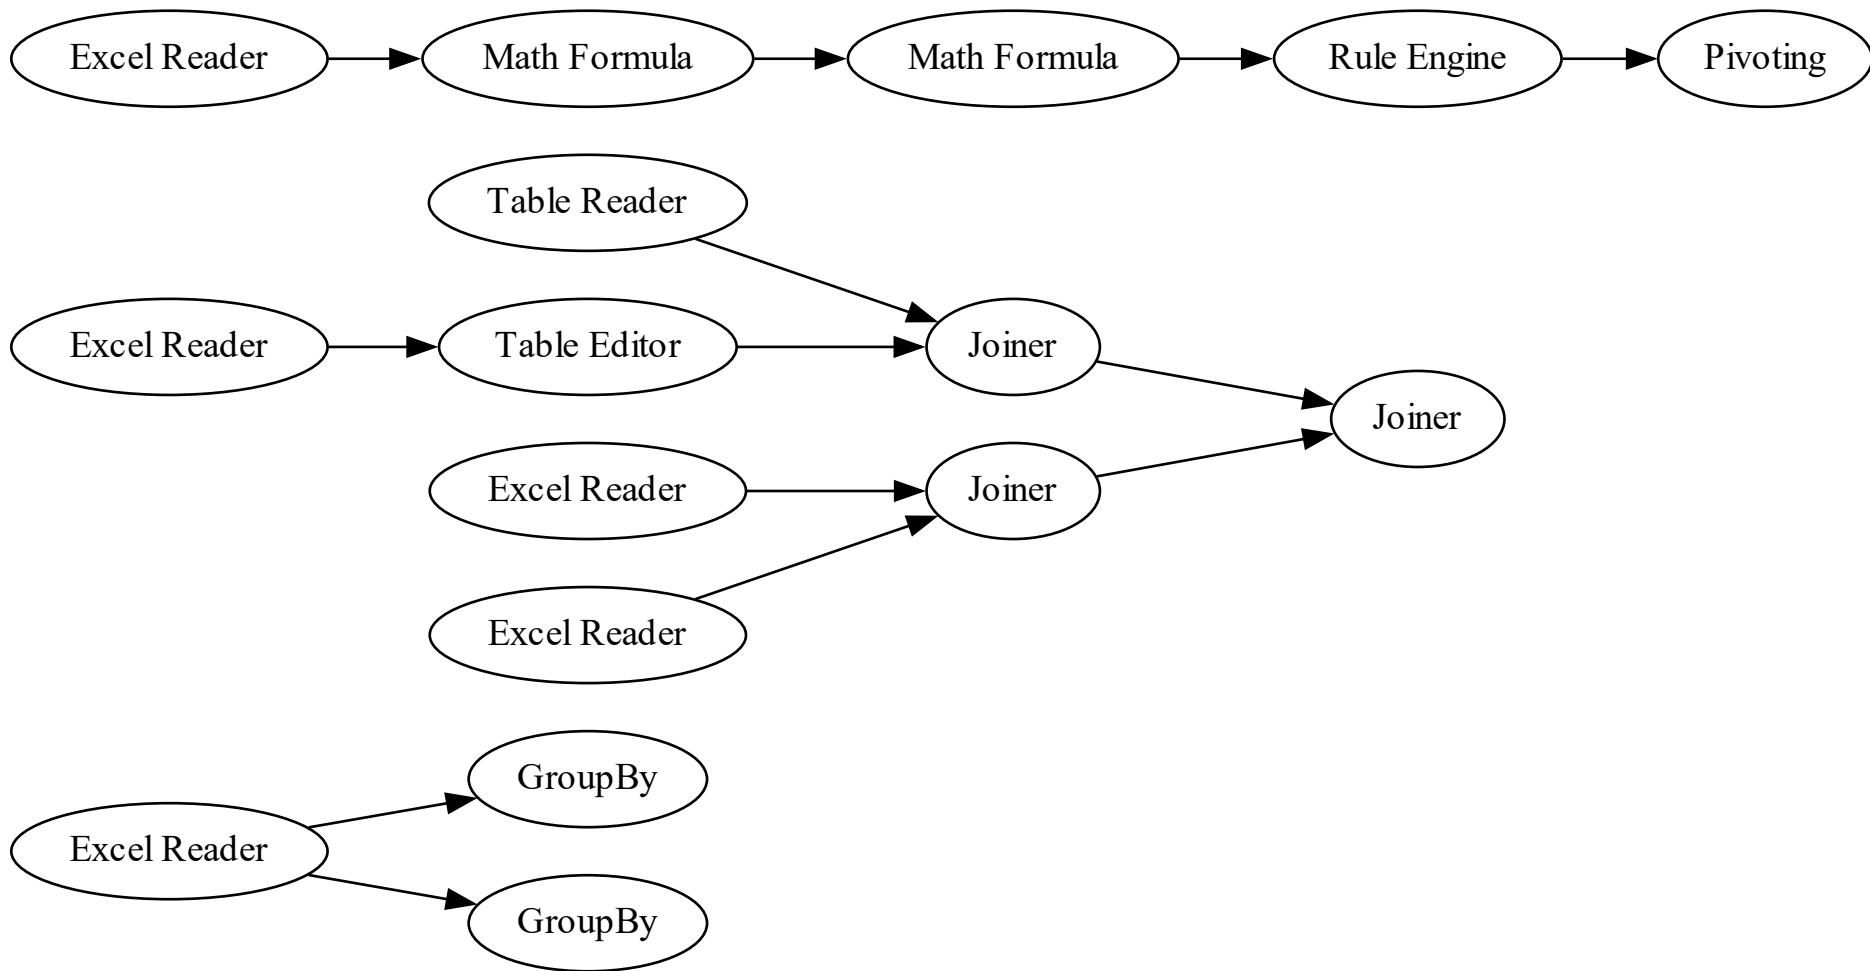 Excel Reader
Math Formula
Math Formula
Rule Engine
Pivoting
Table Reader
Excel Reader
Table Editor
Joiner
Joiner
Excel Reader
Joiner
Excel Reader
GroupBy
Excel Reader
GroupBy